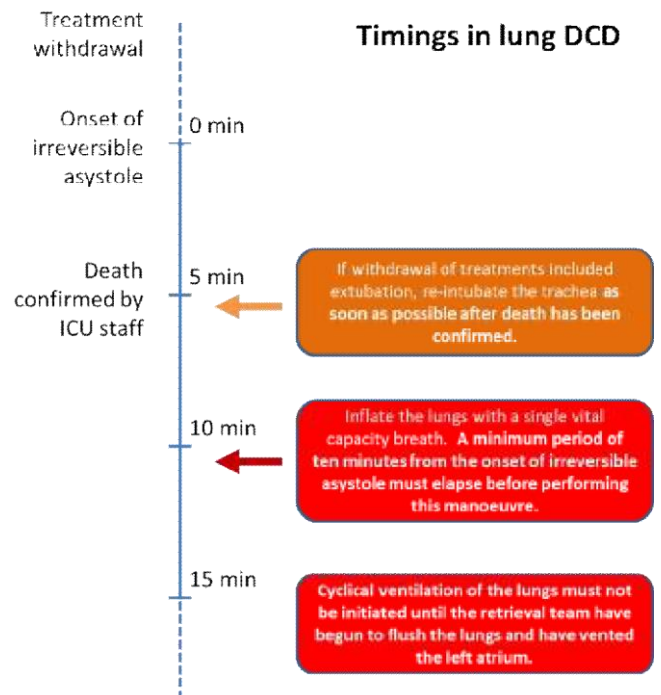 Treatment
withdrawal
Timings in lung DCD
Onset of
irreversible
asystole
0 min
Death
confirmed by
ICU staff
5 min
If withdrawal of treatments included
extubation, re-intubate the trachea as
soon as possible after death has been
confirmed.
10 min
Inflate the lungs with a single vital
capacity breath. A minimum period of
ten minutes from the onset of irreversible
asystole must elapse before performing
this manoeuvre.
15 min
Cyclical ventilation of the lungs must not
be initiated until the retrieval team have
begun to flush the lungs and have vented
the left atrium.